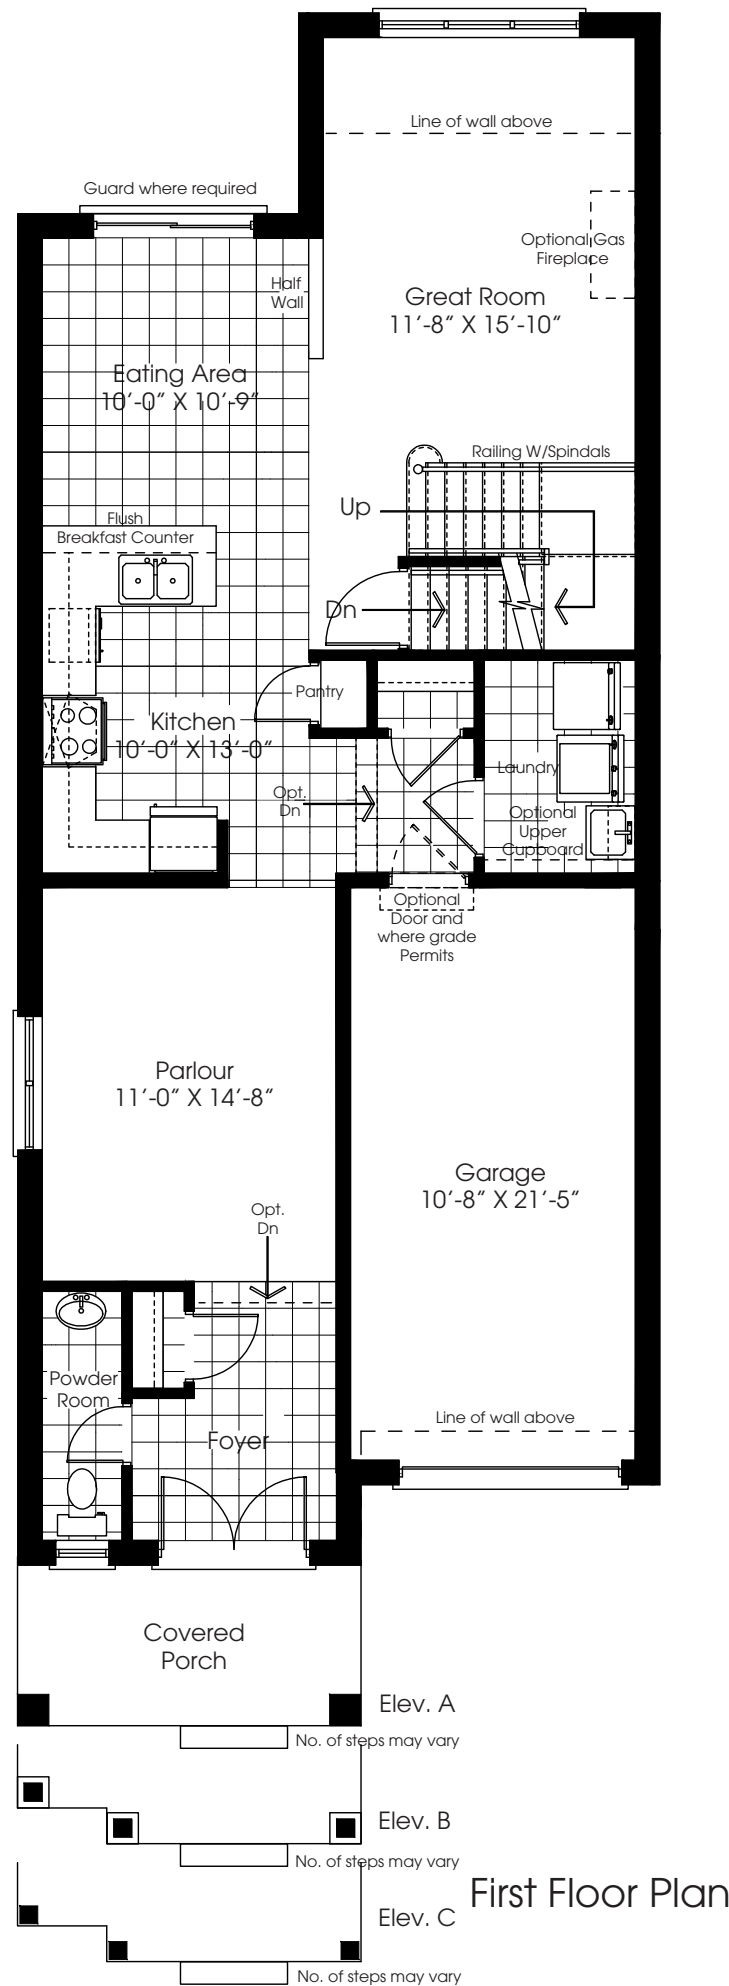 Line of wall above
Guard where required
Optional Gas
Fireplace
Half
Wall
Great Room
11'-8" X 15'-10"
Eating Area
10'-0" X 10'-9"
Railing W/Spindals
Up
Flush
Breakfast Counter
Dn
Pantry
Kitchen
10'-0" X 13'-0"
Laundry
Opt.
Dn
Optional
Upper
Cupboard
Optional
Door and
where grade
Permits
Parlour
11'-0" X 14'-8"
Garage
10'-8" X 21'-5"
Opt.
Dn
Powder
Room
Line of wall above
Foyer
Covered
Porch
Elev. A
No. of steps may vary
Elev. B
No. of steps may vary
First Floor Plan
Elev. C
No. of steps may vary